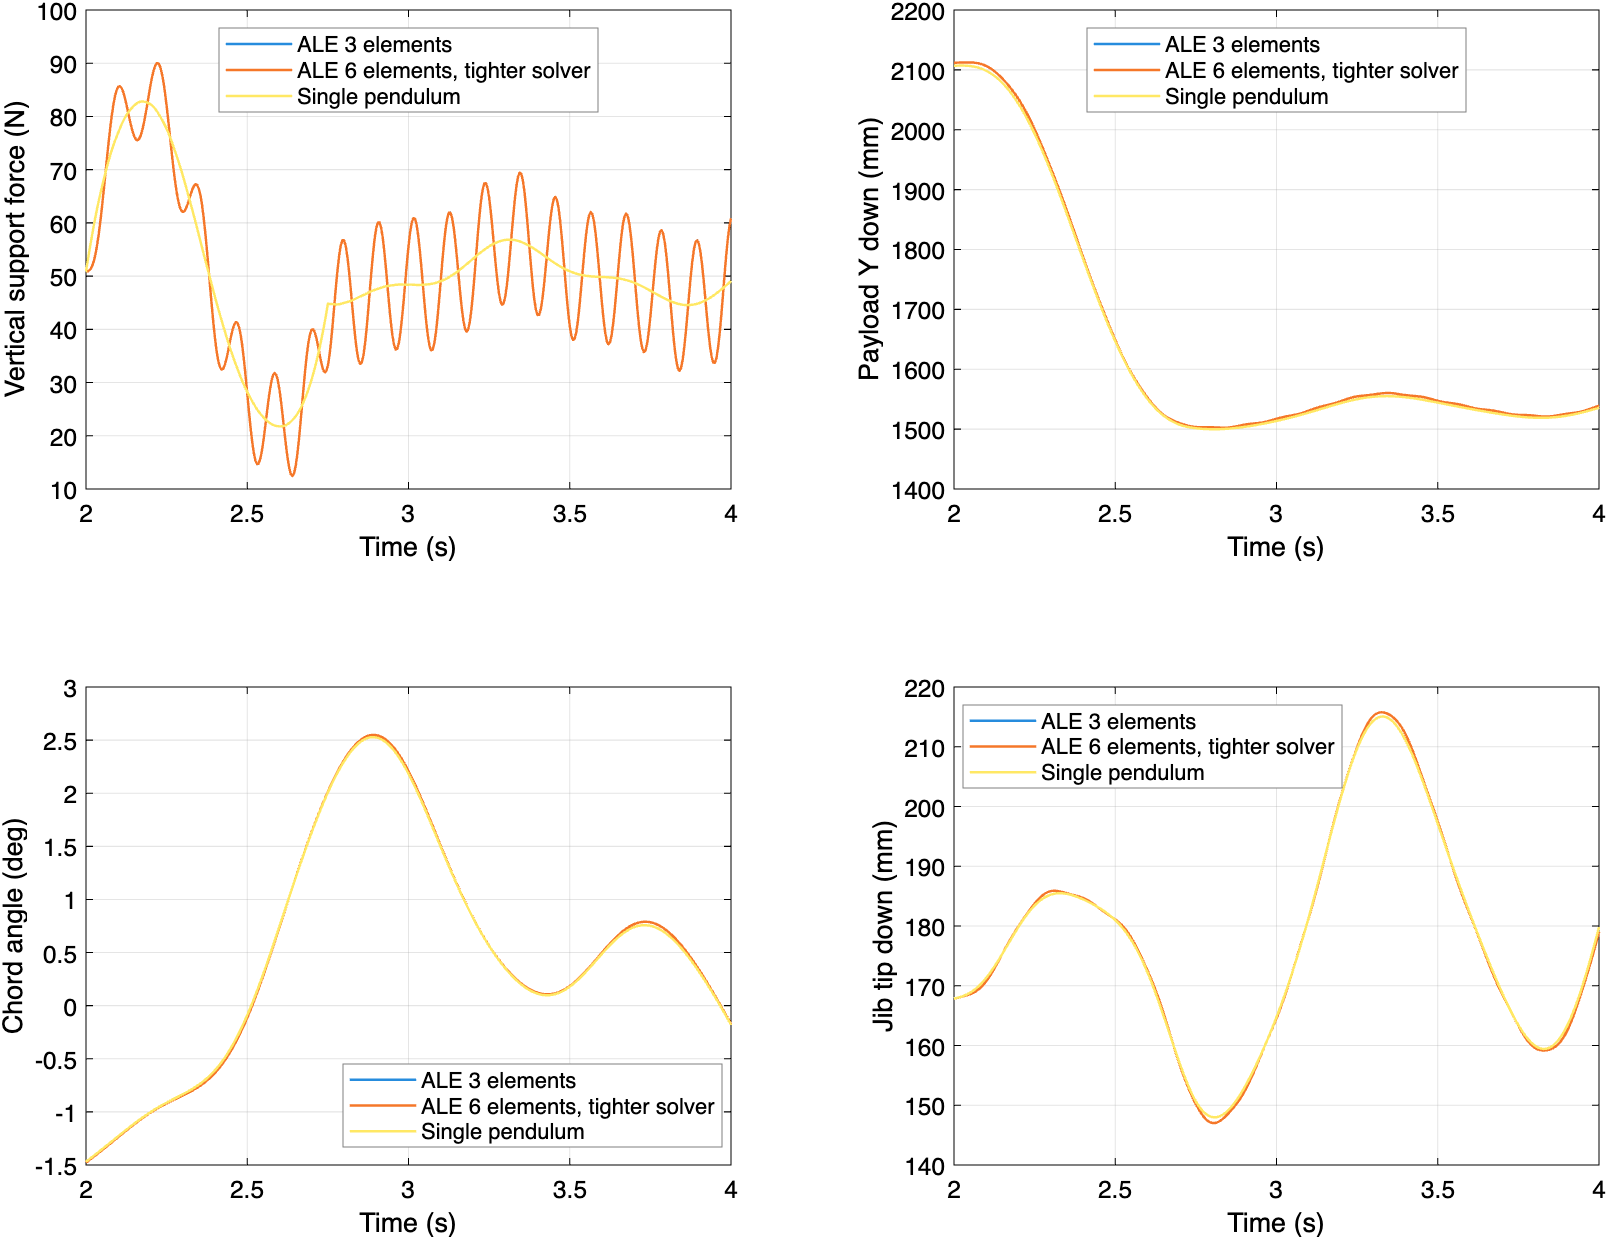 100
90
80
70
60
50
40
30
20
10
Vertical support force (N)
ALE 3 elements
ALE 6 elements, tighter solver
Single pendulum
2 2.5 3 3.5 4
Time (s)
2200
2100
2000
1900
1800
1700
1600
1500
1400
Payload Y down (mm)
ALE 3 elements
ALE 6 elements, tighter solver
Single pendulum
2 2.5 3 3.5 4
Time (s)
3
2.5
2
1.5
1
0.5
0
-0.5
-1
-1.5
Chord angle (deg)
ALE 3 elements
ALE 6 elements, tighter solver
Single pendulum
2 2.5 3 3.5 4
Time (s)
220
210
200
190
180
170
160
150
140
Jib tip down (mm)
ALE 3 elements
ALE 6 elements, tighter solver
Single pendulum
2 2.5 3 3.5 4
Time (s)